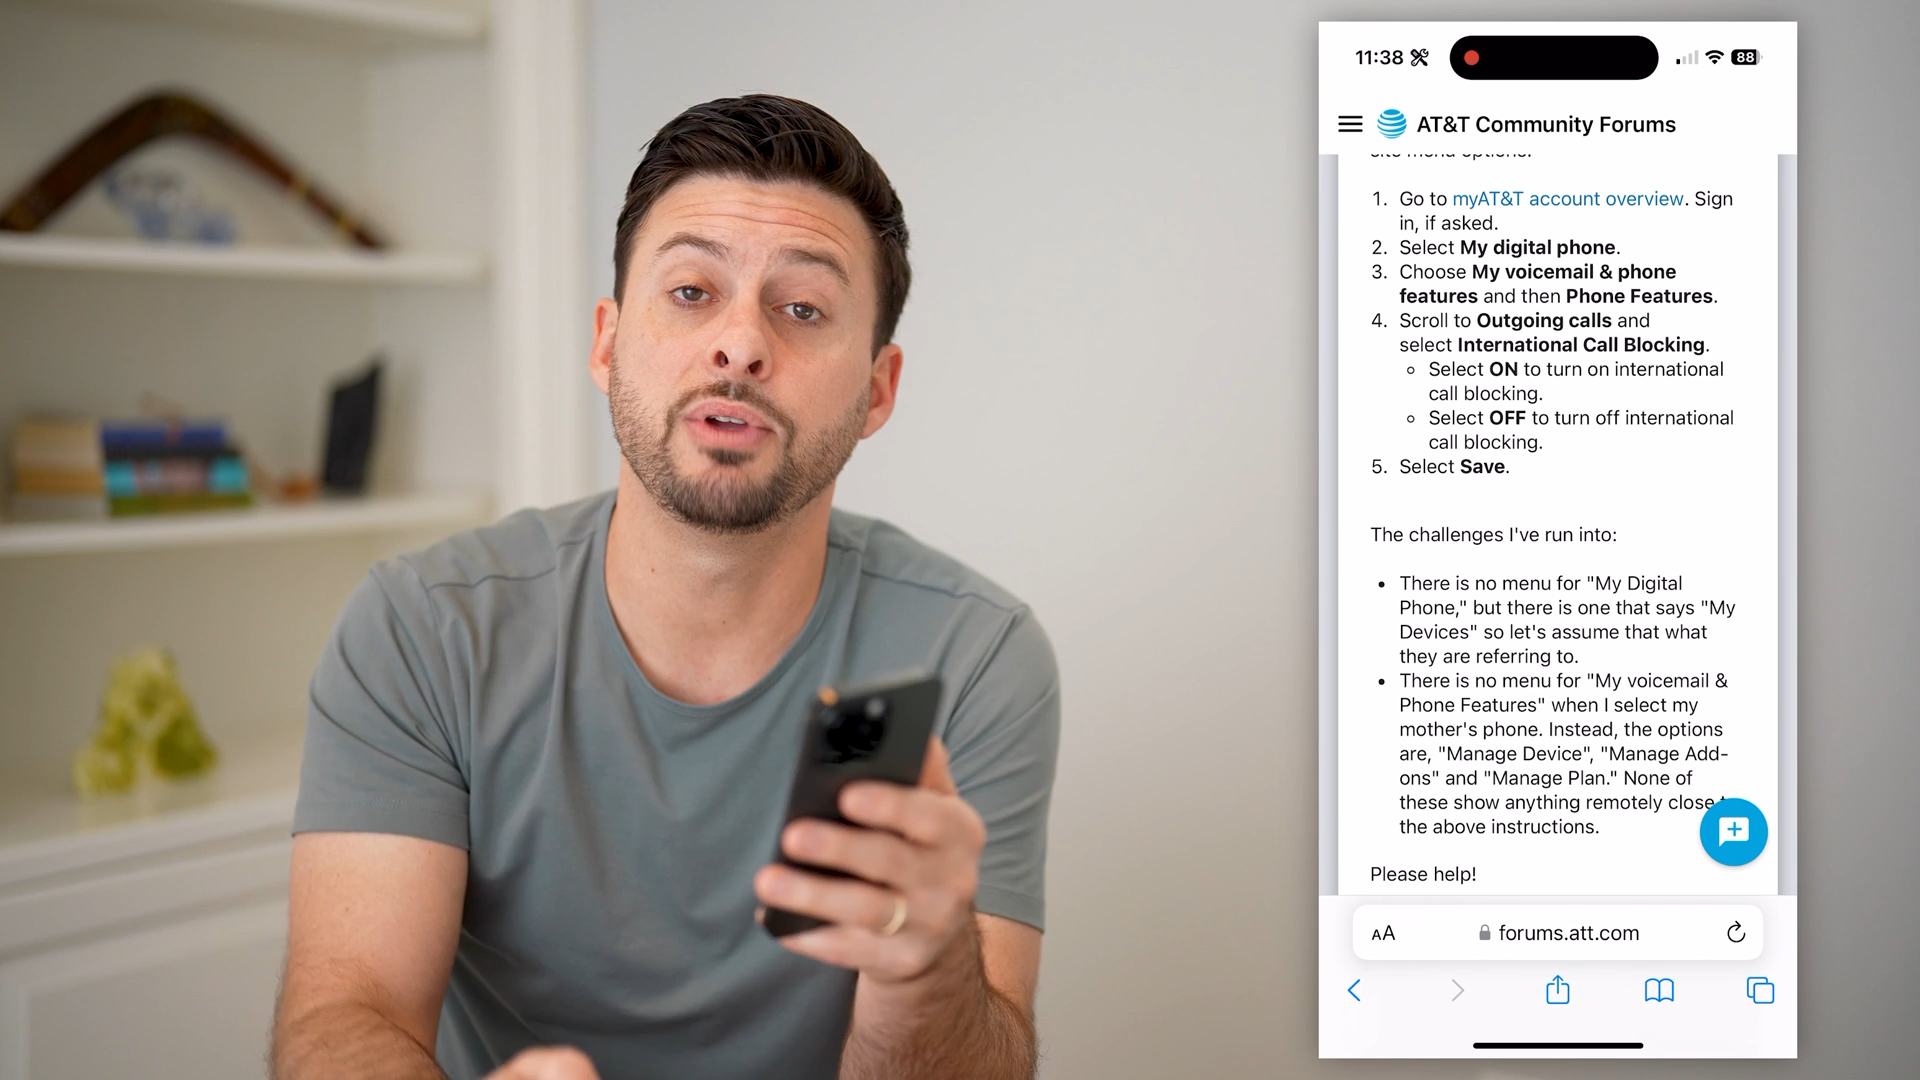 11:38
88
AT&T Community Forums
site menu options.
1. Go to myAT&T account overview. Sign
in, if asked.
2. Select My digital phone.
3. Choose My voicemail & phone
features and then Phone Features.
4. Scroll to Outgoing calls and
select International Call Blocking.
Select ON to turn on international
call blocking.
Select OFF to turn off international
call blocking.
5. Select Save.
The challenges I've run into:
There is no menu for "My Digital
Phone," but there is one that says "My
Devices" so let's assume that what
they are referring to.
There is no menu for "My voicemail &
Phone Features" when I select my
mother's phone. Instead, the options
are, "Manage Device", "Manage Add-
ons" and "Manage Plan." None of
these show anything remotely close
the above instructions.
Please help!
AA
forums.att.com